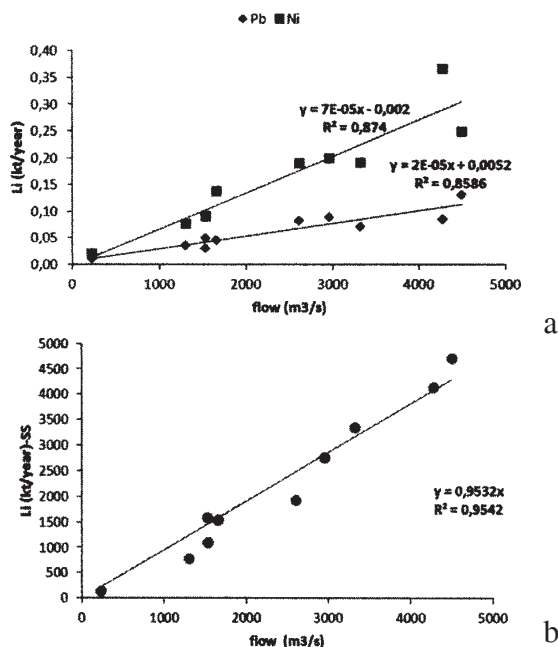 Pb Ni
0,40
0,35
0,30
0,25
0,20
0,15
0,10
0,05
0,00
Li (kt/year)
y = 7E-05x - 0,002
R² = 0,874
y = 2E-05x + 0,0052
R² = 0,8586
0 1000 2000 3000 4000 5000
flow (m3/s)
a
5000
4500
4000
3500
3000
2500
2000
1500
1000
500
0
Li (kt/year)-SS
y = 0,9532x
R² = 0,9542
0 1000 2000 3000 4000 5000
flow (m3/s)
b